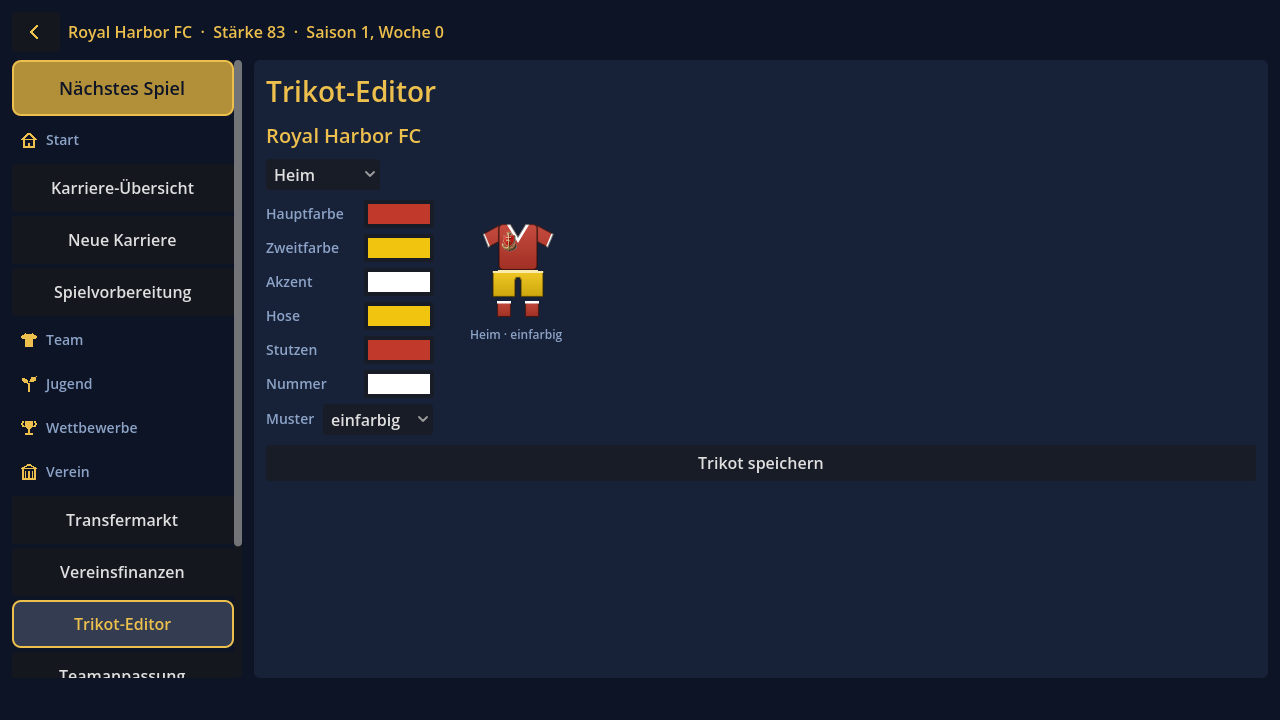 Royal Harbor FC · Stärke 83 · Saison 1, Woche 0
Nächstes Spiel
Start
Karriere-Übersicht
Neue Karriere
Spielvorbereitung
Team
Jugend
Wettbewerbe
Verein
Transfermarkt
Vereinsfinanzen
Trikot-Editor
Teamanpassung
Trikot-Editor
Royal Harbor FC
Heim
Hauptfarbe
Zweitfarbe
Akzent
Hose
Stutzen
Nummer
Muster einfarbig
Heim · einfarbig
Trikot speichern